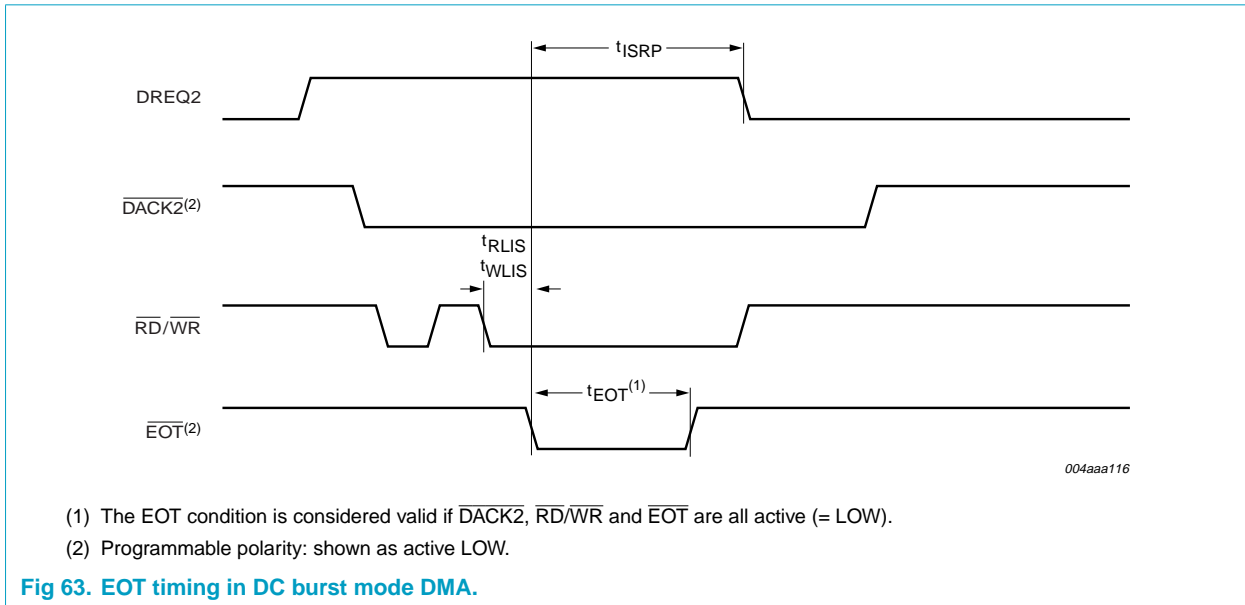 tISRP
DREQ2
DACK2(2)
tRLIS
tWLIS
RD/WR
tEOT(1)
EOT(2)
004aaa116
(1) The EOT condition is considered valid if DACK2, RD/WR and EOT are all active (= LOW).
(2) Programmable polarity: shown as active LOW.
Fig 63. EOT timing in DC burst mode DMA.